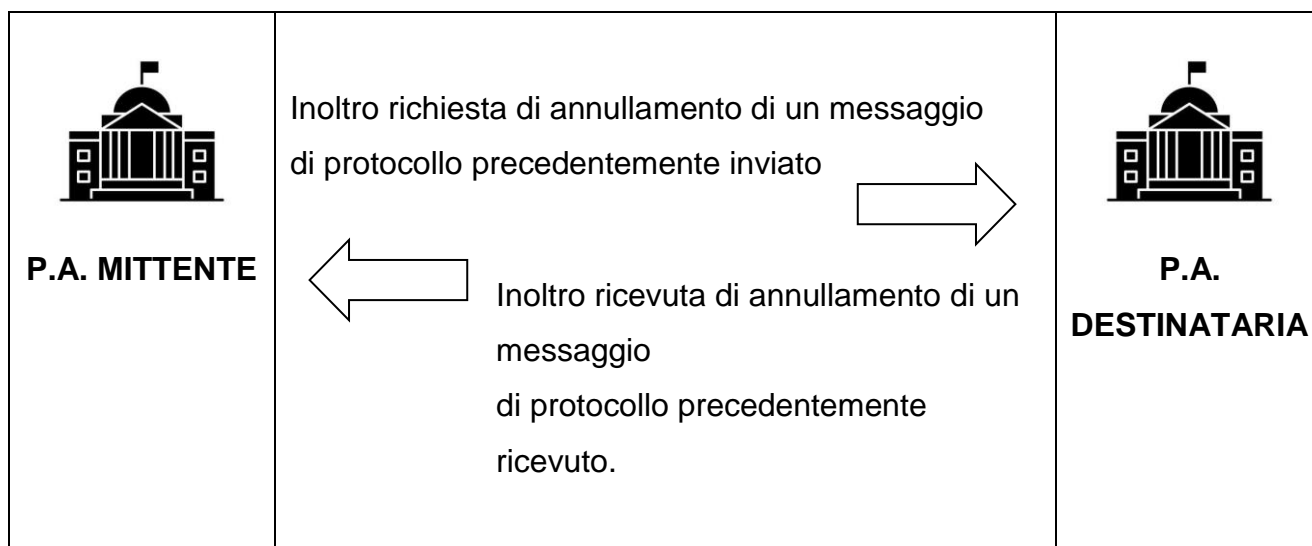 Inoltro richiesta di annullamento di un messaggio
di protocollo precedentemente inviato
P.A. MITTENTE
Inoltro ricevuta di annullamento di un
messaggio
di protocollo precedentemente
ricevuto.
P.A.
DESTINATARIA